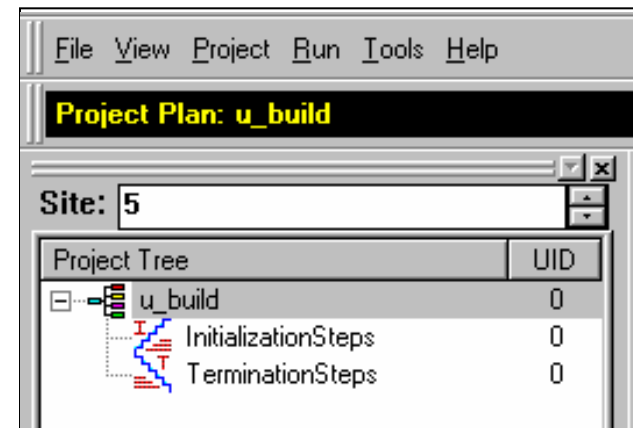 File View Project Run Tools Help
Project Plan: u_build
Site: 5
Project Tree UID
u_build 0
InitializationSteps 0
TerminationSteps 0